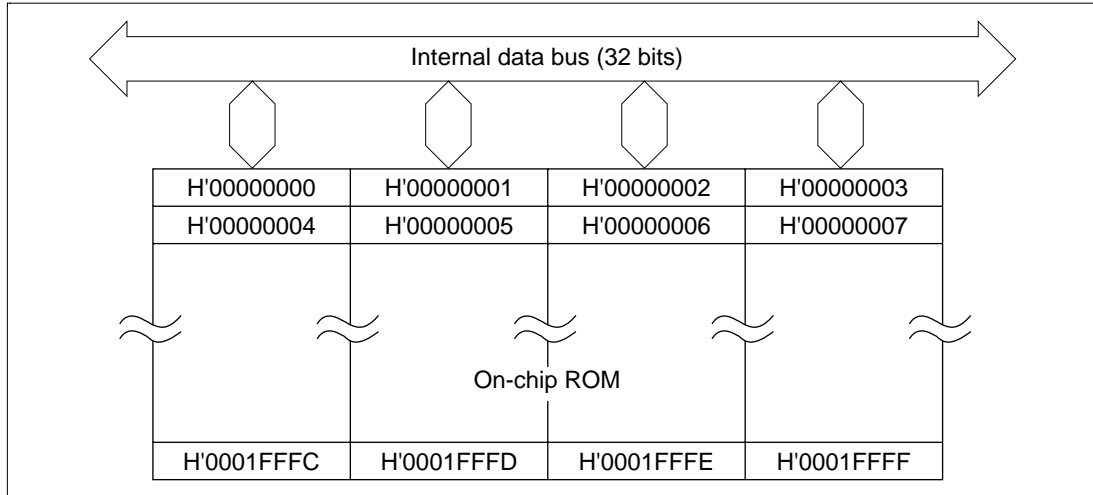 Internal data bus (32 bits)
H'00000000 H'00000001 H'00000002 H'00000003
H'00000004 H'00000005 H'00000006 H'00000007
On-chip ROM
H'0001FFFC H'0001FFFD H'0001FFFE H'0001FFFF